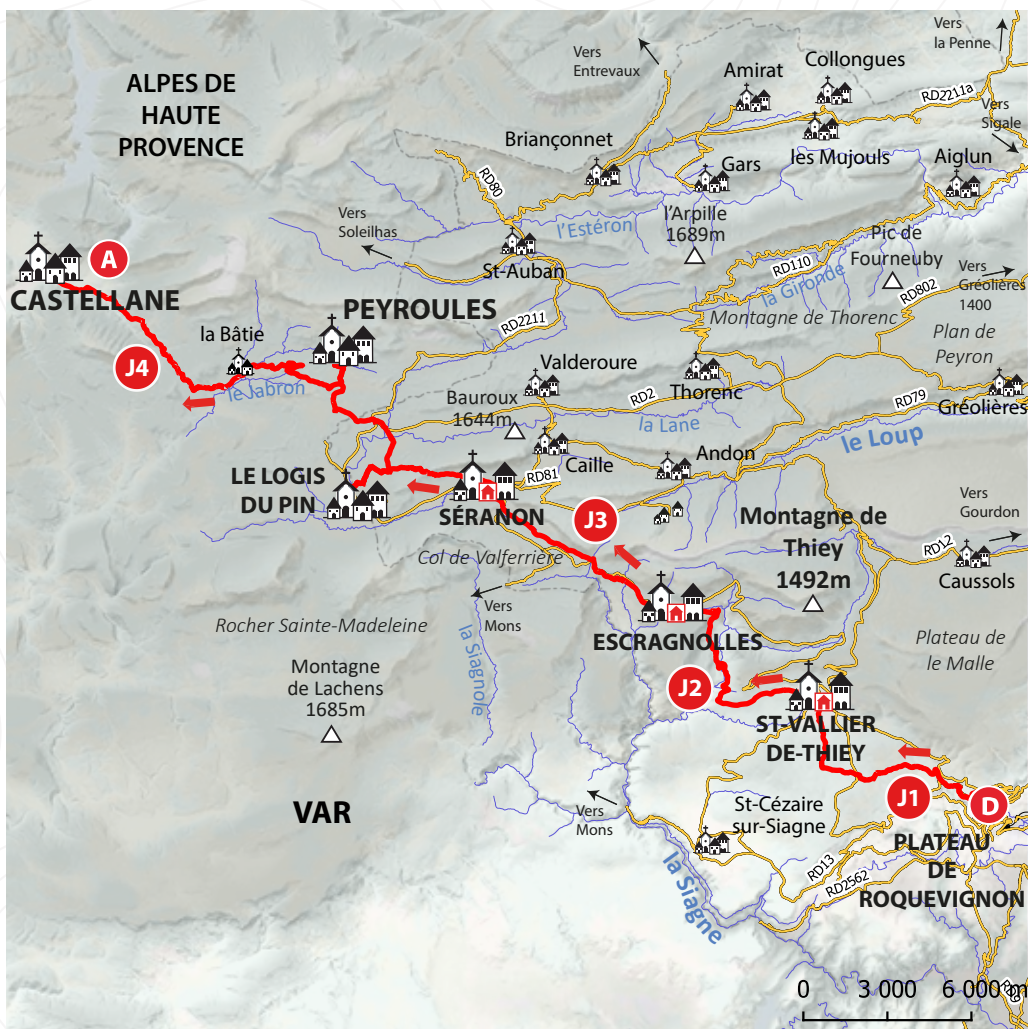 Vers
la Penne
Vers
Entrevaux
Collongues
Amirat
ALPES DE
HAUTE
PROVENCE
RD2211a
Vers
Sigale
Briançonnet
les Mujouls
Aiglun
Gars
RD80
l'Arpille
1689m
Vers
Soleilhas
l'Estéron
Pic de
Fourneuby
St-Auban
RD110
la Gironde
RD802
Vers
Gréolières
1400
A
CASTELLANE
PEYROULES
RD2211
Montagne de Thorenc
Plan de
Peyron
la Bâtie
J4
le Jabron
Valderoure
Thorenc
Bauroux
1644m
RD2
RD79
Gréolières
la Lane
le Loup
Caille
Andon
LE LOGIS
DU PIN
RD81
SÉRANON
J3
Montagne de
Thiey
1492m
Vers
Gourdon
RD12
Caussols
Col de Valferrière
Vers
Mons
Rocher Sainte-Madeleine
la Siagnole
ESCRAGNOLLES
Plateau de
le Malle
Montagne
de Lachens
1685m
J2
ST-VALLIER
DE-THIEY
VAR
Vers
Mons
St-Cézaire
sur-Siagne
J1
D
PLATEAU
DE
ROQUEVIGNON
RD13
RD2562
la Siagne
0 3 000 6 000 m